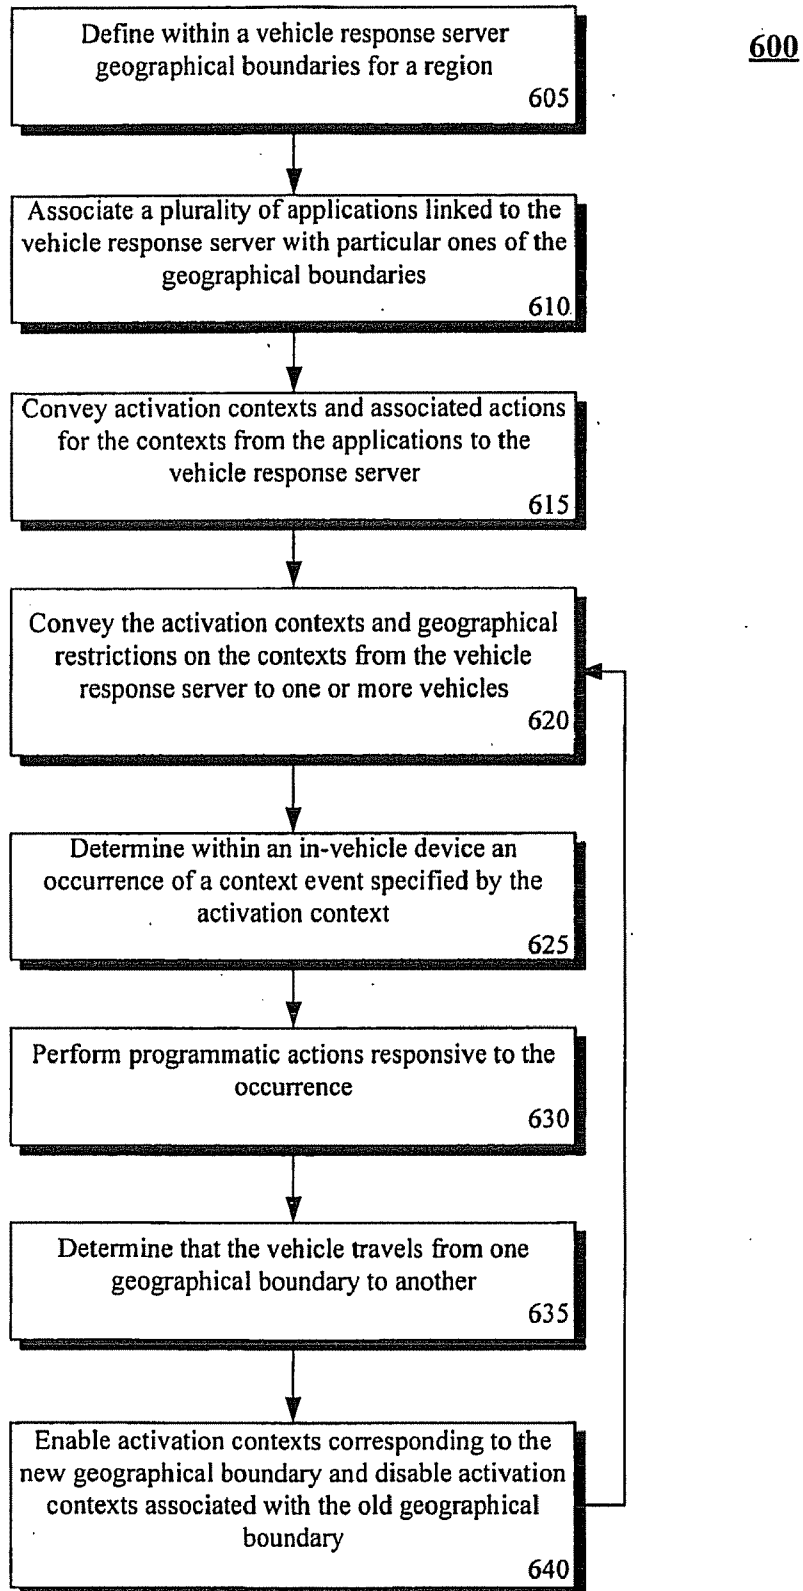 Define within a vehicle response server
geographical boundaries for a region
605
600
Associate a plurality of applications linked to the
vehicle response server with particular ones of the
geographical boundaries
610
Convey activation contexts and associated actions
for the contexts from the applications to the
vehicle response server
615
Convey the activation contexts and geographical
restrictions on the contexts from the vehicle
response server to one or more vehicles
620
Determine within an in-vehicle device an
occurrence of a context event specified by the
activation context
625
Perform programmatic actions responsive to the
occurrence
630
Determine that the vehicle travels from one
geographical boundary to another
635
Enable activation contexts corresponding to the
new geographical boundary and disable activation
contexts associated with the old geographical
boundary
640